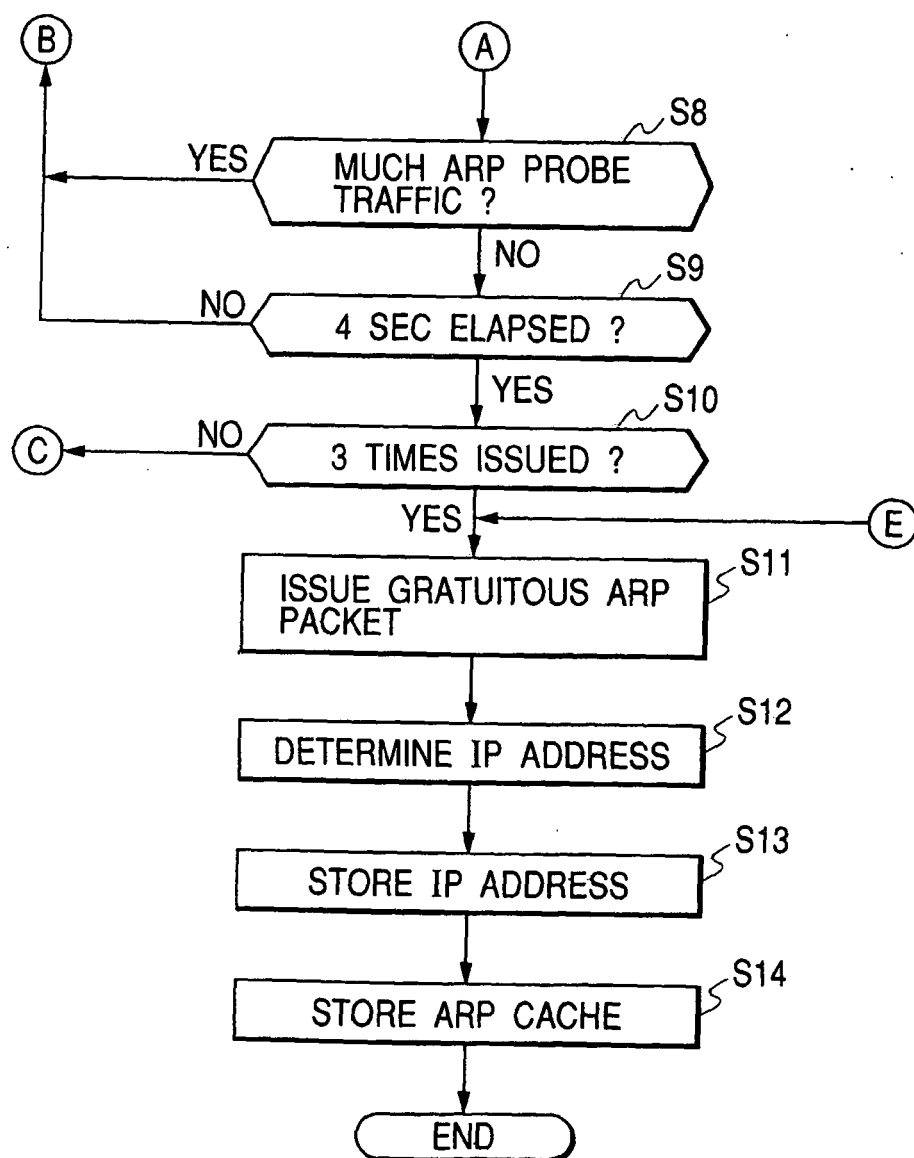 B
A
S8
YES
MUCH ARP PROBE
TRAFFIC ?
NO
S9
NO
4 SEC ELAPSED ?
YES
S10
C
NO
3 TIMES ISSUED ?
YES
E
S11
ISSUE GRATUITOUS ARP
PACKET
S12
DETERMINE IP ADDRESS
S13
STORE IP ADDRESS
S14
STORE ARP CACHE
END